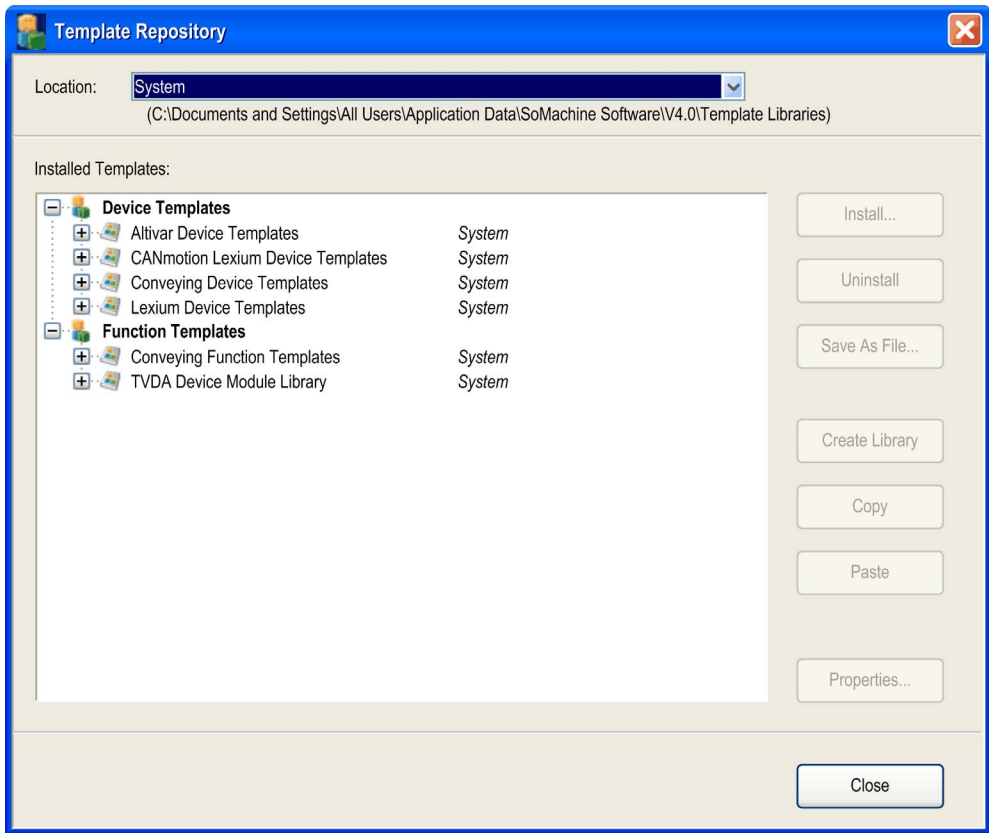 Template Repository
Location: System
(C:\Documents and Settings\All Users\Application Data\SoMachine Software\V4.0\Template Libraries)
Installed Templates:
Device Templates
Altivar Device Templates System
CANmotion Lexium Device Templates System
Conveying Device Templates System
Lexium Device Templates System
Function Templates
Conveying Function Templates System
TVDA Device Module Library System
Install...
Uninstall
Save As File...
Create Library
Copy
Paste
Properties...
Close